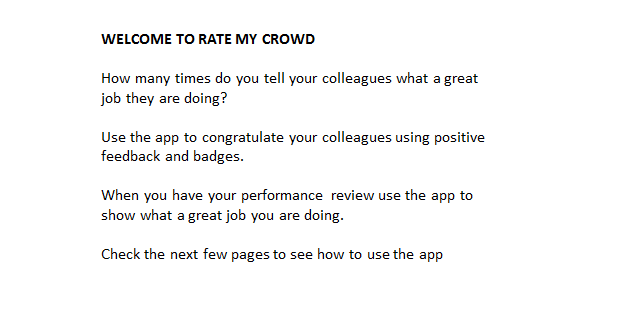 WELCOME TO RATE MY CROWD
How many times do you tell your colleagues what a great
job they are doing?
Use the app to congratulate your colleagues using positive
feedback and badges.
When you have your performance review use the app to
show what a great job you are doing.
Check the next few pages to see how to use the app